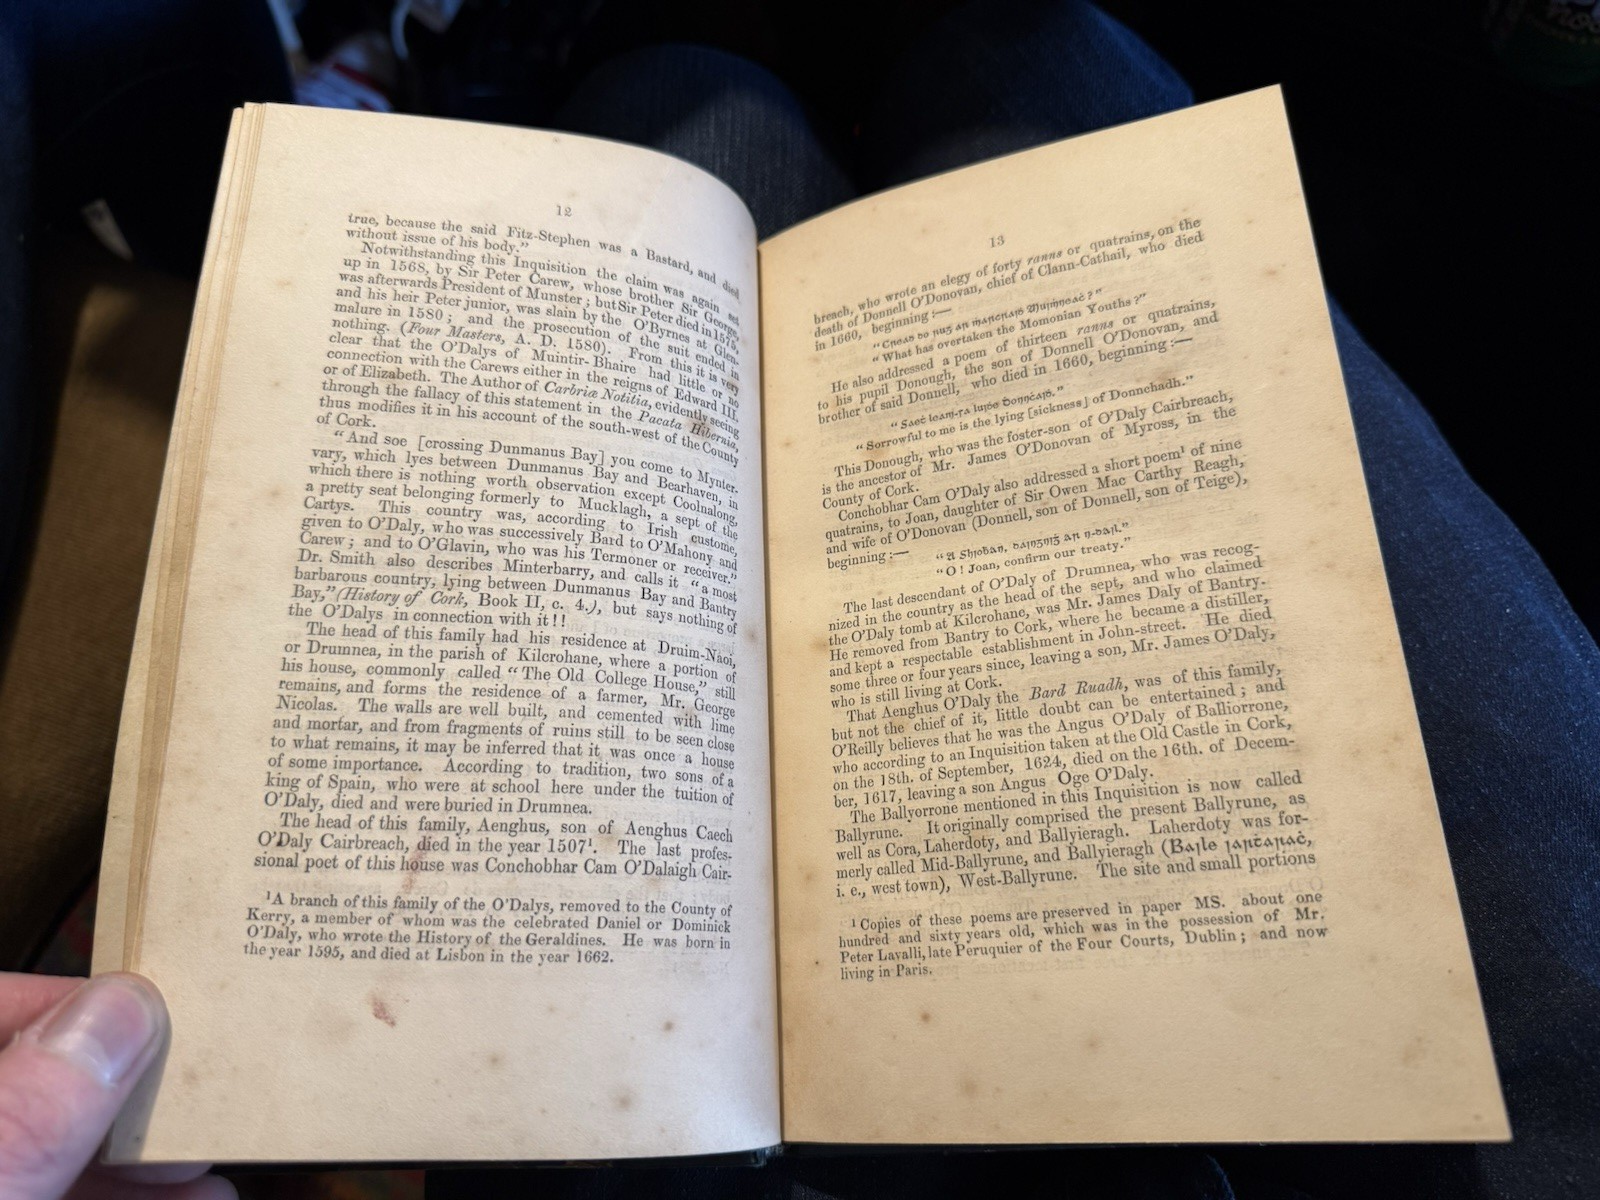 12
true, because the said Fitz-Stephen was a Bastard, and died
without issue of his body."
Notwithstanding this Inquisition the claim was again set
up in 1568, by Sir Peter Carew, whose brother Sir George,
was afterwards President of Munster; but Sir Peter died in 1575,
and his heir Peter junior, was slain by the O'Byrnes at Glen-
malure in 1580; and the prosecution of the suit ended in
nothing. (Four Masters, A. D. 1580). From this it is very
clear that the O'Dalys of Muintir-Bhaire had little or no
connection with the Carews either in the reigns of Edward III.
or of Elizabeth. The Author of Carbriæ Notitia, evidently seeing
through the fallacy of this statement in the Pacata Hibernia,
thus modifies it in his account of the south-west of the County
of Cork.
"And soe [crossing Dunmanus Bay] you come to Mynter-
vary, which lyes between Dunmanus Bay and Bearhaven, in
which there is nothing worth observation except Coolnalong,
a pretty seat belonging formerly to Mucklagh, a sept of the
Cartys. This country was, according to Irish custome,
given to O'Daly, who was successively Bard to O'Mahony and
Carew; and to O'Glavin, who was his Termoner or receiver."
Dr. Smith also describes Minterbarry, and calls it "a most
barbarous country, lying between Dunmanus Bay and Bantry
Bay," (History of Cork, Book II, c. 4.), but says nothing of
the O'Dalys in connection with it!!
The head of this family had his residence at Druim-Naoi,
or Drumnea, in the parish of Kilcrohane, where a portion of
his house, commonly called "The Old College House," still
remains, and forms the residence of a farmer, Mr. George
Nicolas. The walls are well built, and cemented with lime
and mortar, and from fragments of ruins still to be seen close
to what remains, it may be inferred that it was once a house
of some importance. According to tradition, two sons of a
king of Spain, who were at school here under the tuition of
O'Daly, died and were buried in Drumnea.
The head of this family, Aenghus, son of Aenghus Caech
O'Daly Cairbreach, died in the year 1507¹. The last profes-
sional poet of this house was Conchobhar Cam O'Dalaigh Cair-
¹A branch of this family of the O'Dalys, removed to the County of
Kerry, a member of whom was the celebrated Daniel or Dominick
O'Daly, who wrote the History of the Geraldines. He was born in
the year 1595, and died at Lisbon in the year 1662.
13
breach, who wrote an elegy of forty ranns or quatrains, on the
death of Donnell O'Donovan, chief of Clann-Cathail, who died
in 1660, beginning:—
"Cnead do ꞃug an macꞃaiḋ Muiṁneaċ?"
"What has overtaken the Momonian Youths?"
He also addressed a poem of thirteen ranns or quatrains,
to his pupil Donough, the son of Donnell O'Donovan, and
brother of said Donnell, who died in 1660, beginning:—
"Saeṫ leam-sa luiġe Donnċaiḋ."
"Sorrowful to me is the lying [sickness] of Donnchadh."
This Donough, who was the foster-son of O'Daly Cairbreach,
is the ancestor of Mr. James O'Donovan of Myross, in the
County of Cork.
Conchobhar Cam O'Daly also addressed a short poem¹ of nine
quatrains, to Joan, daughter of Sir Owen Mac Carthy Reagh,
and wife of O'Donovan (Donnell, son of Donnell, son of Teige),
beginning:—
"A Shioban, daingnig aꞃ n-dail."
"O! Joan, confirm our treaty."
The last descendant of O'Daly of Drumnea, who was recog-
nized in the country as the head of the sept, and who claimed
the O'Daly tomb at Kilcrohane, was Mr. James Daly of Bantry.
He removed from Bantry to Cork, where he became a distiller,
and kept a respectable establishment in John-street. He died
some three or four years since, leaving a son, Mr. James O'Daly,
who is still living at Cork.
That Aenghus O'Daly the Bard Ruadh, was of this family,
but not the chief of it, little doubt can be entertained; and
O'Reilly believes that he was the Angus O'Daly of Balliorrone,
who according to an Inquisition taken at the Old Castle in Cork,
on the 18th. of September, 1624, died on the 16th. of Decem-
ber, 1617, leaving a son Angus Oge O'Daly.
The Ballyorrone mentioned in this Inquisition is now called
Ballyrune. It originally comprised the present Ballyrune, as
well as Cora, Laherdoty, and Ballyieragh. Laherdoty was for-
merly called Mid-Ballyrune, and Ballyieragh (Baile iaꞃṫaꞃaċ,
i. e., west town), West-Ballyrune. The site and small portions
¹ Copies of these poems are preserved in paper MS. about one
hundred and sixty years old, which was in the possession of Mr.
Peter Lavalli, late Peruquier of the Four Courts, Dublin; and now
living in Paris.